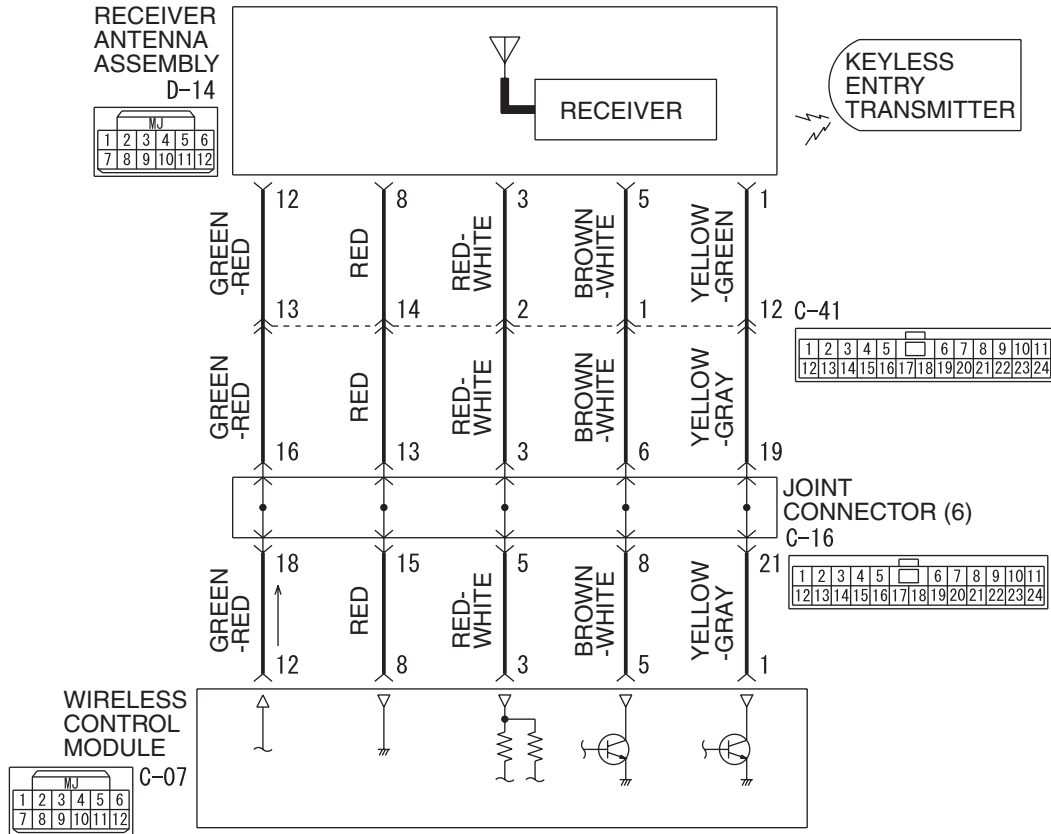 RECEIVER
ANTENNA
ASSEMBLY
D-14
MJ
1 2 3 4 5 6
7 8 9 10 11 12
RECEIVER
KEYLESS
ENTRY
TRANSMITTER
12 8 3 5 1
GREEN
-RED
RED
RED-
WHITE
BROWN
-WHITE
YELLOW
-GREEN
13 14 2 1 12
C-41
1 2 3 4 5 6 7 8 9 10 11
12 13 14 15 16 17 18 19 20 21 22 23 24
GREEN
-RED
RED
RED-
WHITE
BROWN
-WHITE
YELLOW
-GRAY
16 13 3 6 19
JOINT
CONNECTOR (6)
C-16
1 2 3 4 5 6 7 8 9 10 11
12 13 14 15 16 17 18 19 20 21 22 23 24
18 15 5 8 21
GREEN
-RED
RED
RED-
WHITE
BROWN
-WHITE
YELLOW
-GRAY
12 8 3 5 1
WIRELESS
CONTROL
MODULE
C-07
MJ
1 2 3 4 5 6
7 8 9 10 11 12